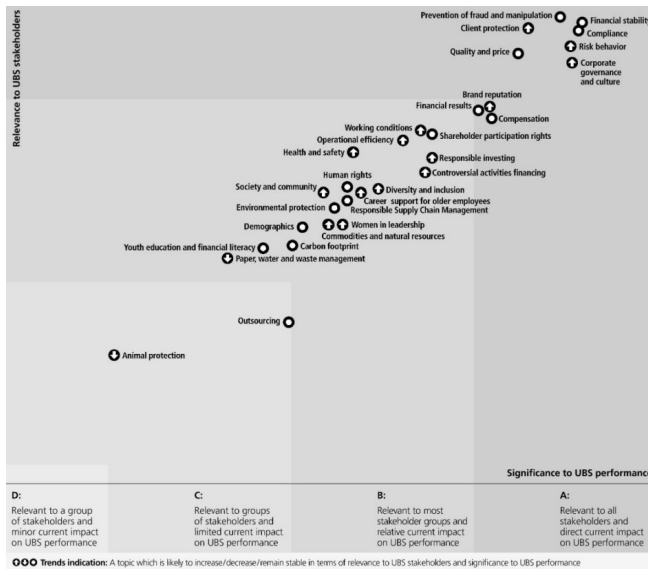 Relevance to UBS stakeholders
Prevention of fraud and manipulation
Financial stability
Client protection
Compliance
Risk behavior
Quality and price
Corporate
governance
and culture
Brand reputation
Financial results
Compensation
Working conditions
Shareholder participation rights
Operational efficiency
Health and safety
Responsible investing
Controversial activities financing
Human rights
Society and community
Diversity and inclusion
Career support for older employees
Environmental protection
Responsible Supply Chain Management
Demographics
Women in leadership
Commodities and natural resources
Youth education and financial literacy
Carbon footprint
Paper, water and waste management
Outsourcing
Animal protection
Significance to UBS performance
D:
Relevant to a group
of stakeholders and
minor current impact
on UBS performance
C:
Relevant to groups
of stakeholders and
limited current impact
on UBS performance
B:
Relevant to most
stakeholder groups and
relative current impact
on UBS performance
A:
Relevant to all
stakeholders and
direct current impact
on UBS performance
Trends indication: A topic which is likely to increase/decrease/remain stable in terms of relevance to UBS stakeholders and significance to UBS performance